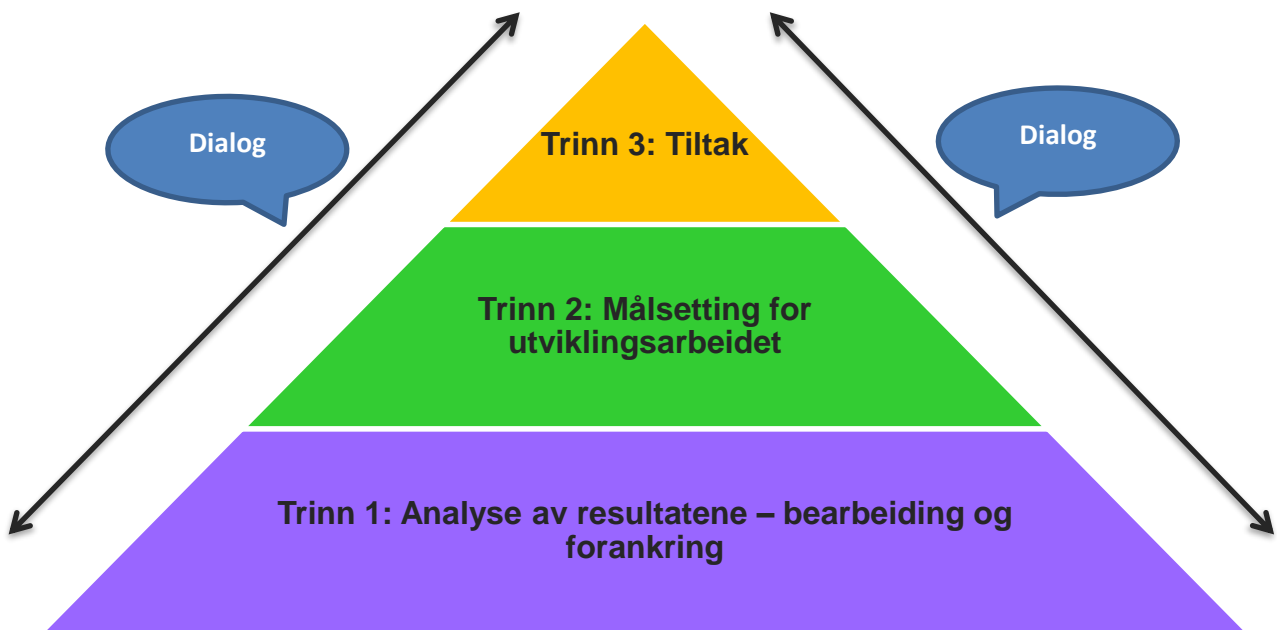 Dialog
Dialog
Trinn 3: Tiltak
Trinn 2: Målsetting for
utviklingsarbeidet
Trinn 1: Analyse av resultatene – bearbeiding og
forankring